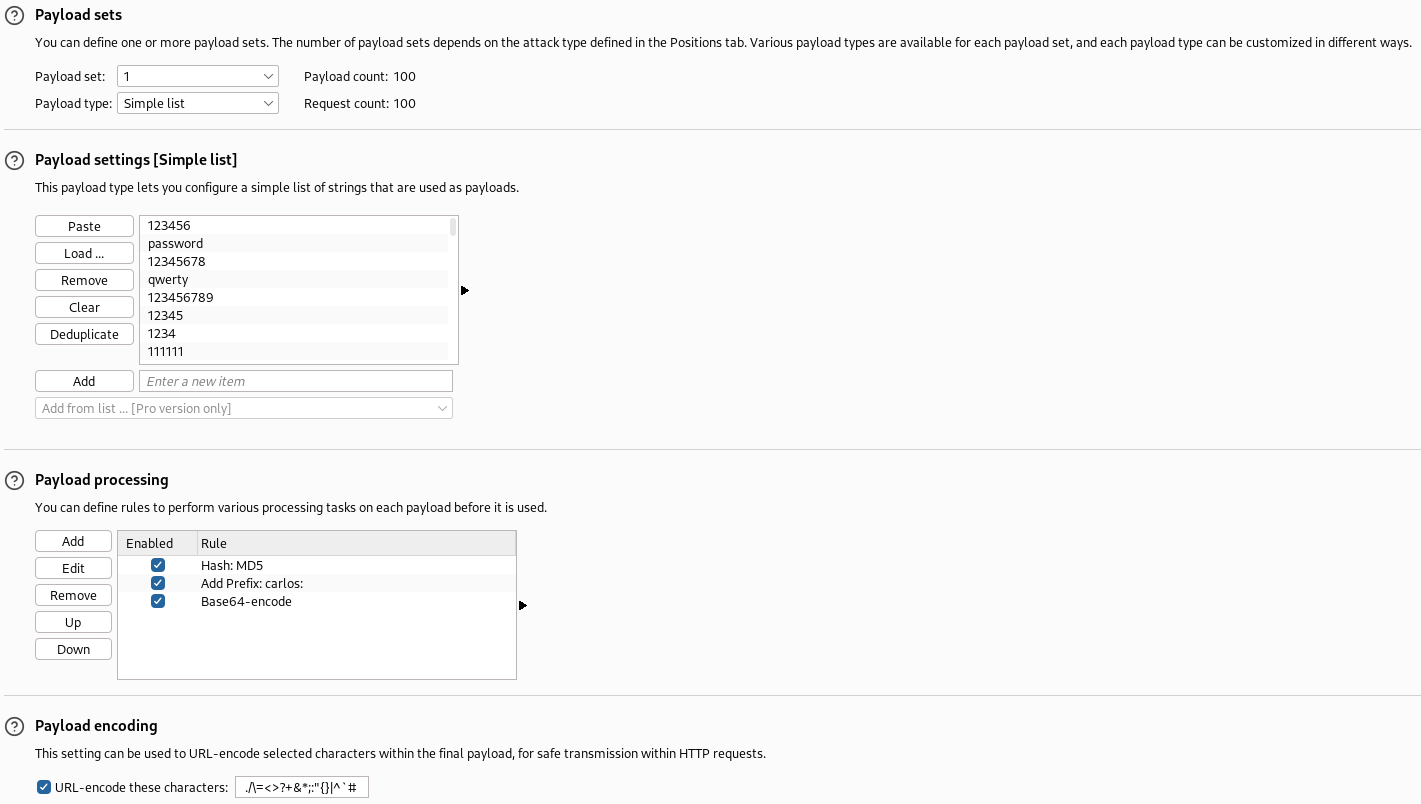 Payload sets
You can define one or more payload sets. The number of payload sets depends on the attack type defined in the Positions tab. Various payload types are available for each payload set, and each payload type can be customized in different ways.
Payload set: 1 Payload count: 100
Payload type: Simple list Request count: 100
Payload settings [Simple list]
This payload type lets you configure a simple list of strings that are used as payloads.
Paste 123456
password
Load ... 12345678
Remove qwerty
123456789
Clear 12345
Deduplicate 1234
111111
Add Enter a new item
Add from list ... [Pro version only]
Payload processing
You can define rules to perform various processing tasks on each payload before it is used.
Add Enabled Rule
Edit Hash: MD5
Remove Add Prefix: carlos:
Up Base64-encode
Down
Payload encoding
This setting can be used to URL-encode selected characters within the final payload, for safe transmission within HTTP requests.
URL-encode these characters: ./\=<>?+&*;:"{}|^`#